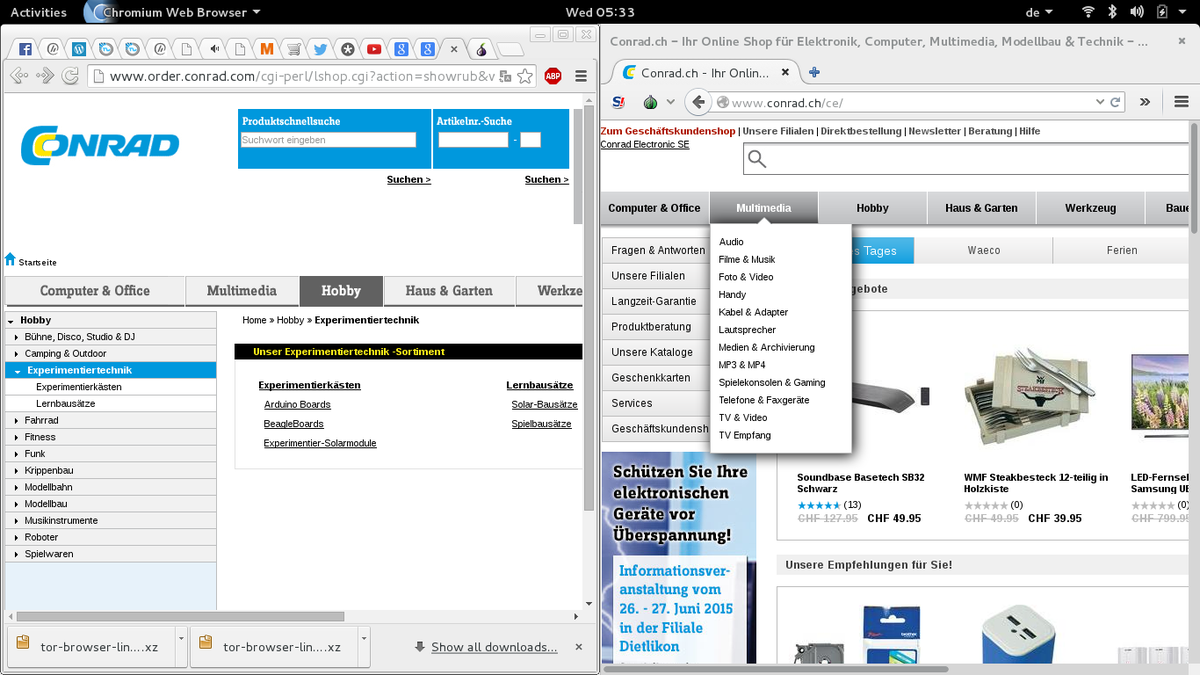 Activities
Chromium Web Browser
Wed 05:33
de
www.order.conrad.com/cgi-perl/lshop.cgi?action=showrub&v
ABP
CONRAD
Produktschnellsuche
Suchwort eingeben
Suchen >
Artikelnr.-Suche
-
Suchen >
Startseite
Computer & Office
Multimedia
Hobby
Haus & Garten
Werkze
Hobby
Bühne, Disco, Studio & DJ
Camping & Outdoor
Experimentiertechnik
Experimentierkästen
Lernbausätze
Fahrrad
Fitness
Funk
Krippenbau
Modellbahn
Modellbau
Musikinstrumente
Roboter
Spielwaren
Home » Hobby » Experimentiertechnik
Unser Experimentiertechnik -Sortiment
Experimentierkästen
Arduino Boards
BeagleBoards
Experimentier-Solarmodule
Lernbausätze
Solar-Bausätze
Spielbausätze
tor-browser-lin....xz
tor-browser-lin....xz
Show all downloads...
Conrad.ch – Ihr Online Shop für Elektronik, Computer, Multimedia, Modellbau & Technik – ...
Conrad.ch - Ihr Onlin...
www.conrad.ch/ce/
Zum Geschäftskundenshop | Unsere Filialen | Direktbestellung | Newsletter | Beratung | Hilfe
Conrad Electronic SE
Computer & Office
Multimedia
Hobby
Haus & Garten
Werkzeug
Baue
Audio
Filme & Musik
Foto & Video
Handy
Kabel & Adapter
Lautsprecher
Medien & Archivierung
MP3 & MP4
Spielekonsolen & Gaming
Telefone & Faxgeräte
TV & Video
TV Empfang
Fragen & Antworten
Unsere Filialen
Langzeit-Garantie
Produktberatung
Unsere Kataloge
Geschenkkarten
Services
Geschäftskundensh
s Tages
Waeco
Ferien
gebote
Soundbase Basetech SB32
Schwarz
(13)
CHF 127.95 CHF 49.95
STEAKBESTECK
WMF Steakbesteck 12-teilig in
Holzkiste
(0)
CHF 49.95 CHF 39.95
LED-Fernsel
Samsung UE
(0)
CHF 799.95
Schützen Sie Ihre
elektronischen
Geräte vor
Überspannung!
Informationsver-
anstaltung vom
26. - 27. Juni 2015
in der Filiale
Dietlikon
Unsere Empfehlungen für Sie!
brother